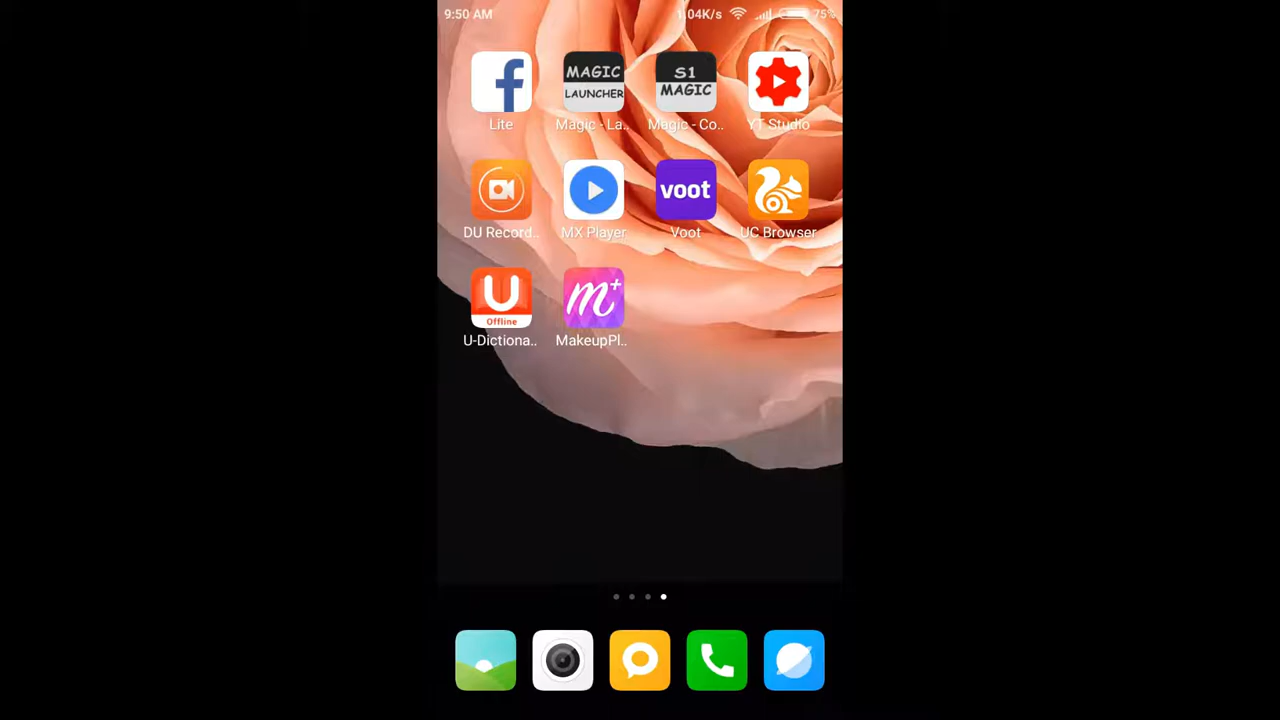 9:50 AM 1.04K/s 75%
f
MAGIC
LAUNCHER
S1
MAGIC
Lite Magic - La.. Magic - Co.. YT Studio
voot
DU Record.. MX Player Voot UC Browser
U
Offline
m+
U-Dictiona.. MakeupPl..